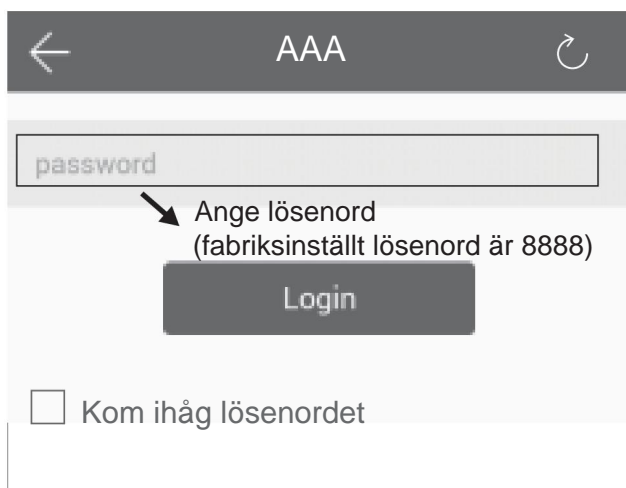 AAA
password
Ange lösenord
(fabriksinställt lösenord är 8888)
Login
Kom ihåg lösenordet